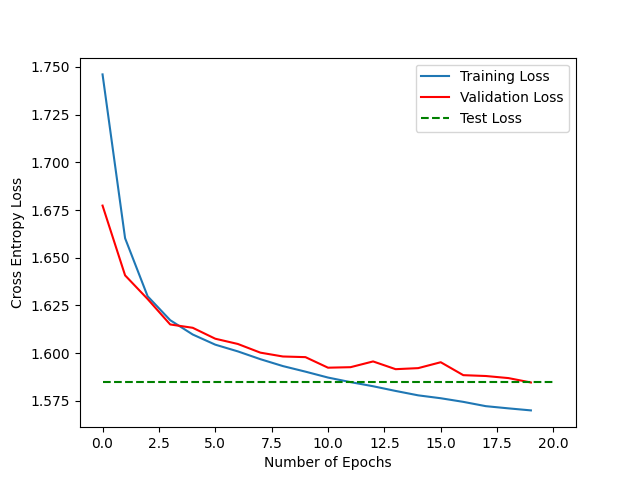 1.750
1.725
1.700
1.675
1.650
1.625
1.600
1.575
Cross Entropy Loss
Training Loss
Validation Loss
Test Loss
0.0 2.5 5.0 7.5 10.0 12.5 15.0 17.5 20.0
Number of Epochs